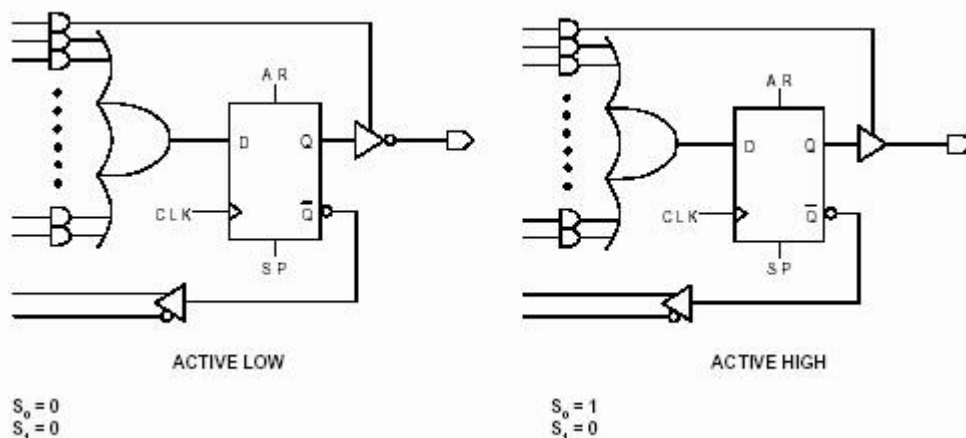 AR
D Q
CLK
Q̅
SP
ACTIVE LOW
S₀ = 0
S₁ = 0
AR
D Q
CLK
Q̅
SP
ACTIVE HIGH
S₀ = 1
S₁ = 0